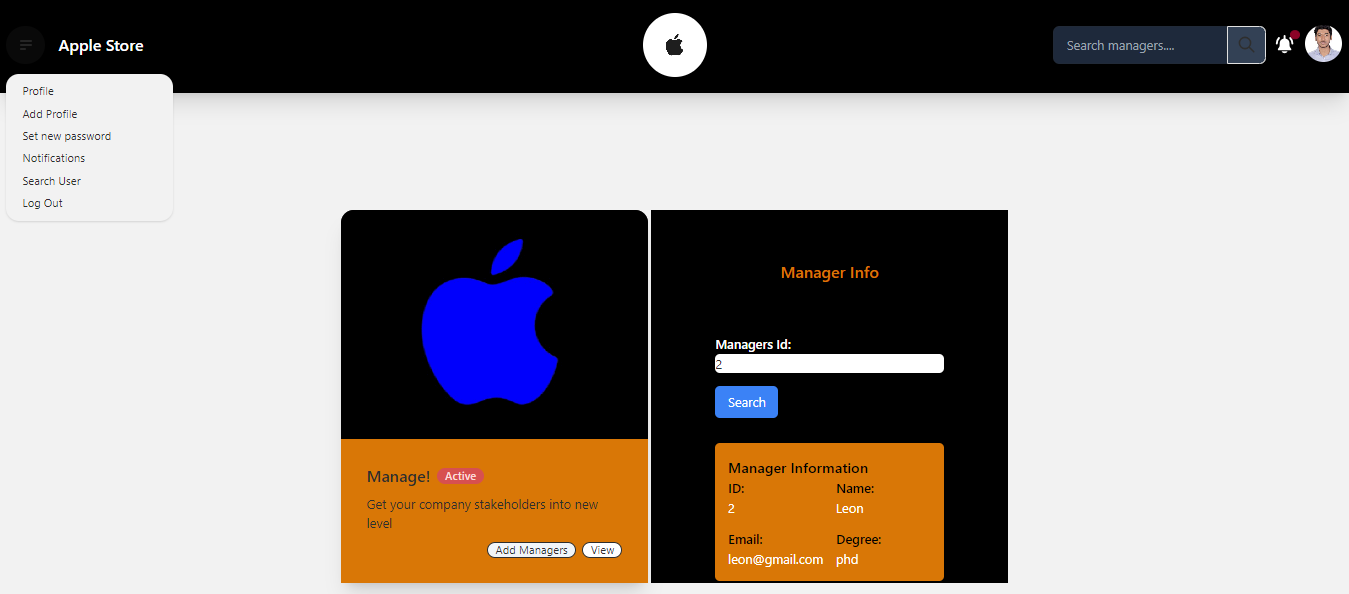 Apple Store
Search managers....
Profile
Add Profile
Set new password
Notifications
Search User
Log Out
Manage! Active
Get your company stakeholders into new
level
Add Managers View
Manager Info
Managers Id:
2
Search
Manager Information
ID: Name:
2 Leon
Email: Degree:
leon@gmail.com phd